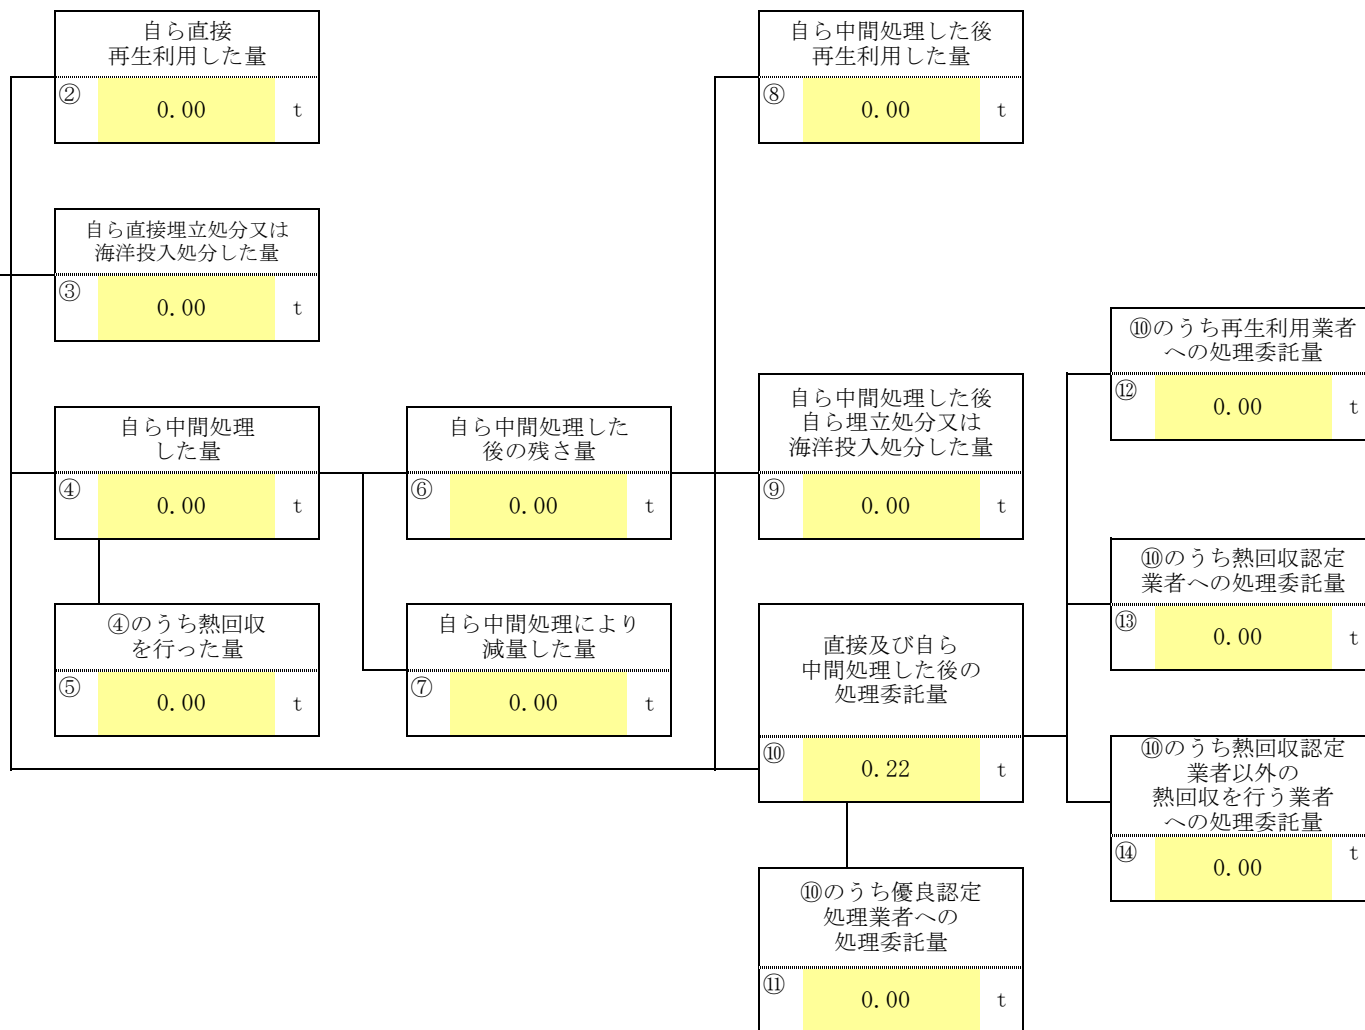 自ら直接
再生利用した量
② 0.00 t
自ら直接埋立処分又は
海洋投入処分した量
③ 0.00 t
自ら中間処理
した量
④ 0.00 t
④のうち熱回収
を行った量
⑤ 0.00 t
自ら中間処理した
後の残さ量
⑥ 0.00 t
自ら中間処理により
減量した量
⑦ 0.00 t
自ら中間処理した後
再生利用した量
⑧ 0.00 t
自ら中間処理した後
自ら埋立処分又は
海洋投入処分した量
⑨ 0.00 t
直接及び自ら
中間処理した後の
処理委託量
⑩ 0.22 t
⑩のうち優良認定
処理業者への
処理委託量
⑪ 0.00 t
⑩のうち再生利用業者
への処理委託量
⑫ 0.00 t
⑩のうち熱回収認定
業者への処理委託量
⑬ 0.00 t
⑩のうち熱回収認定
業者以外の
熱回収を行う業者
への処理委託量
⑭ 0.00 t